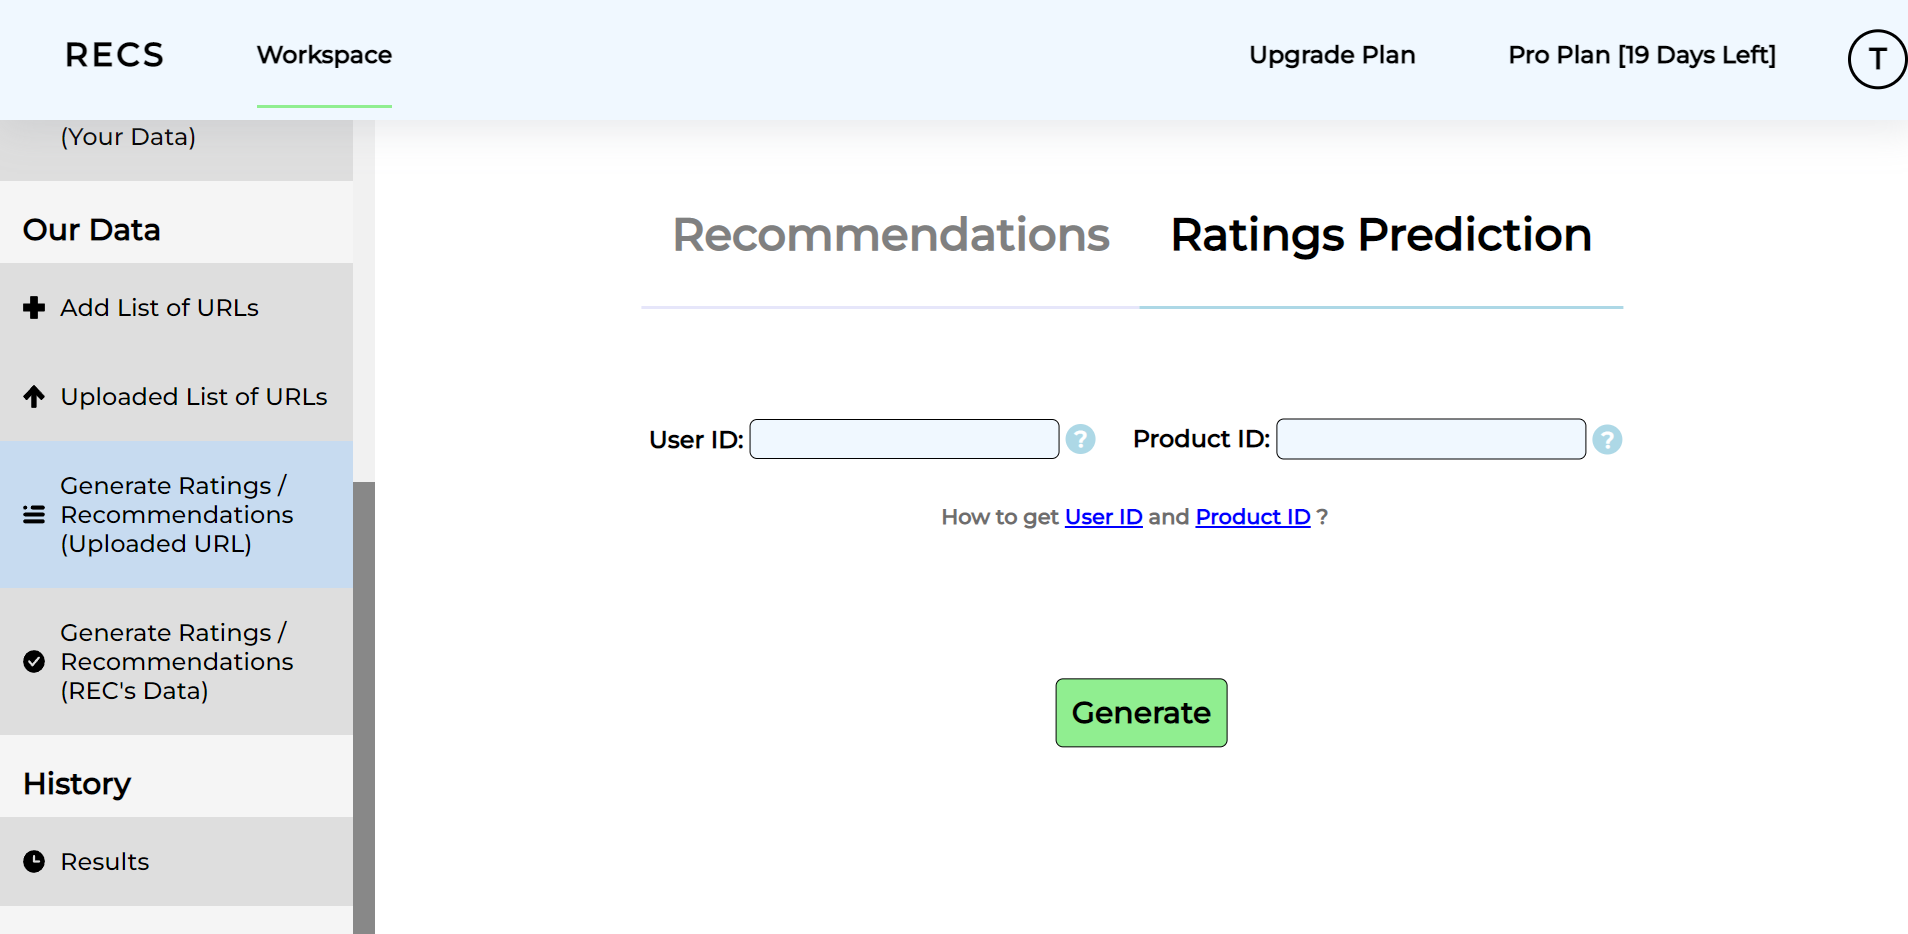 RECS
Workspace
Upgrade Plan
Pro Plan [19 Days Left]
T
(Your Data)
Our Data
Add List of URLs
Uploaded List of URLs
Generate Ratings /
Recommendations
(Uploaded URL)
Generate Ratings /
Recommendations
(REC's Data)
History
Results
Recommendations
Ratings Prediction
User ID:
?
Product ID:
?
How to get User ID and Product ID ?
Generate